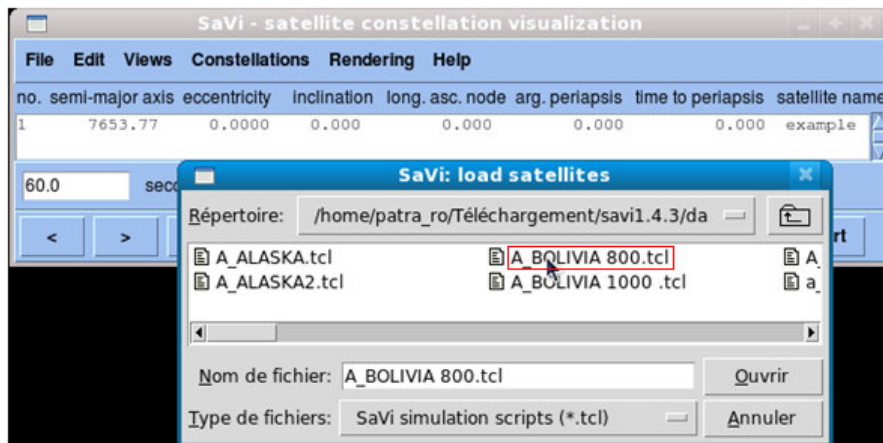 SaVi - satellite constellation visualization
File Edit Views Constellations Rendering Help
no. semi-major axis eccentricity inclination long. asc. node arg. periapsis time to periapsis satellite name
1 7653.77 0.0000 0.000 0.000 0.000 0.000 example
60.0
SaVi: load satellites
Répertoire: /home/patra_ro/Téléchargement/savi1.4.3/da
< >
A_ALASKA.tcl A_BOLIVIA 800.tcl
A_ALASKA2.tcl A_BOLIVIA 1000 .tcl
Nom de fichier: A_BOLIVIA 800.tcl Ouvrir
Type de fichiers: SaVi simulation scripts (*.tcl) Annuler